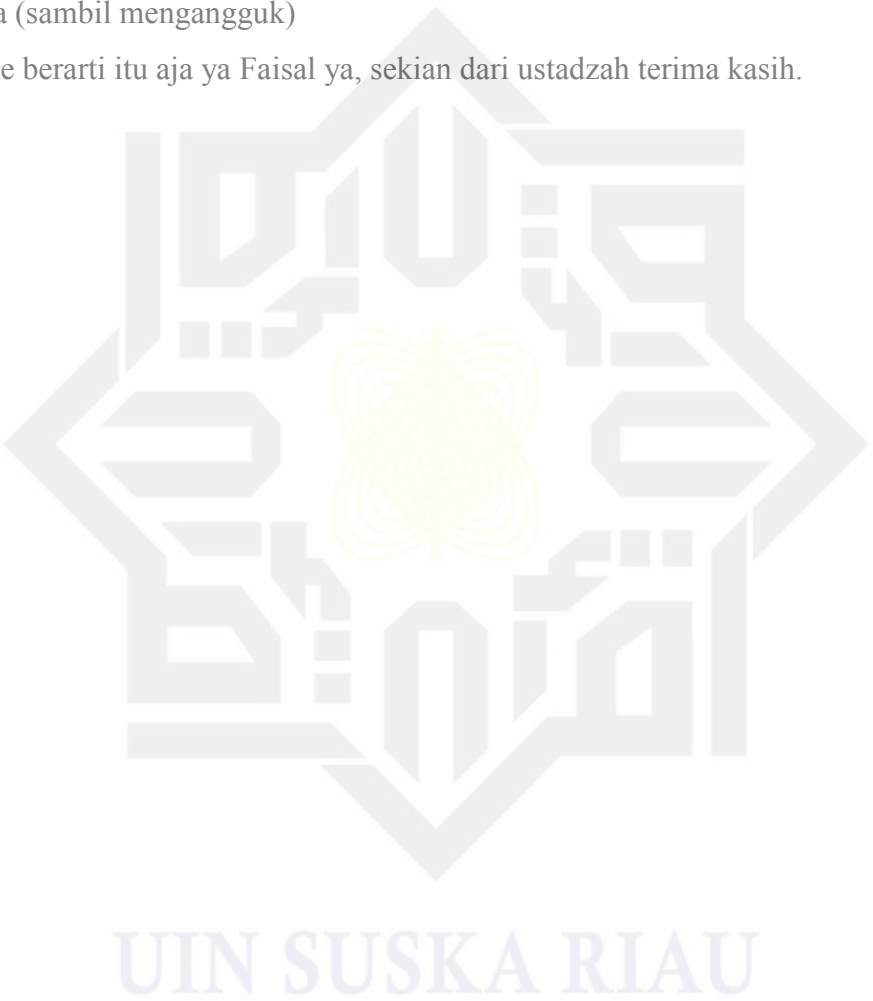 a (sambil mengangguk)
e berarti itu aja ya Faisal ya, sekian dari ustadzah terima kasih.
UIN SUSKA RIAU